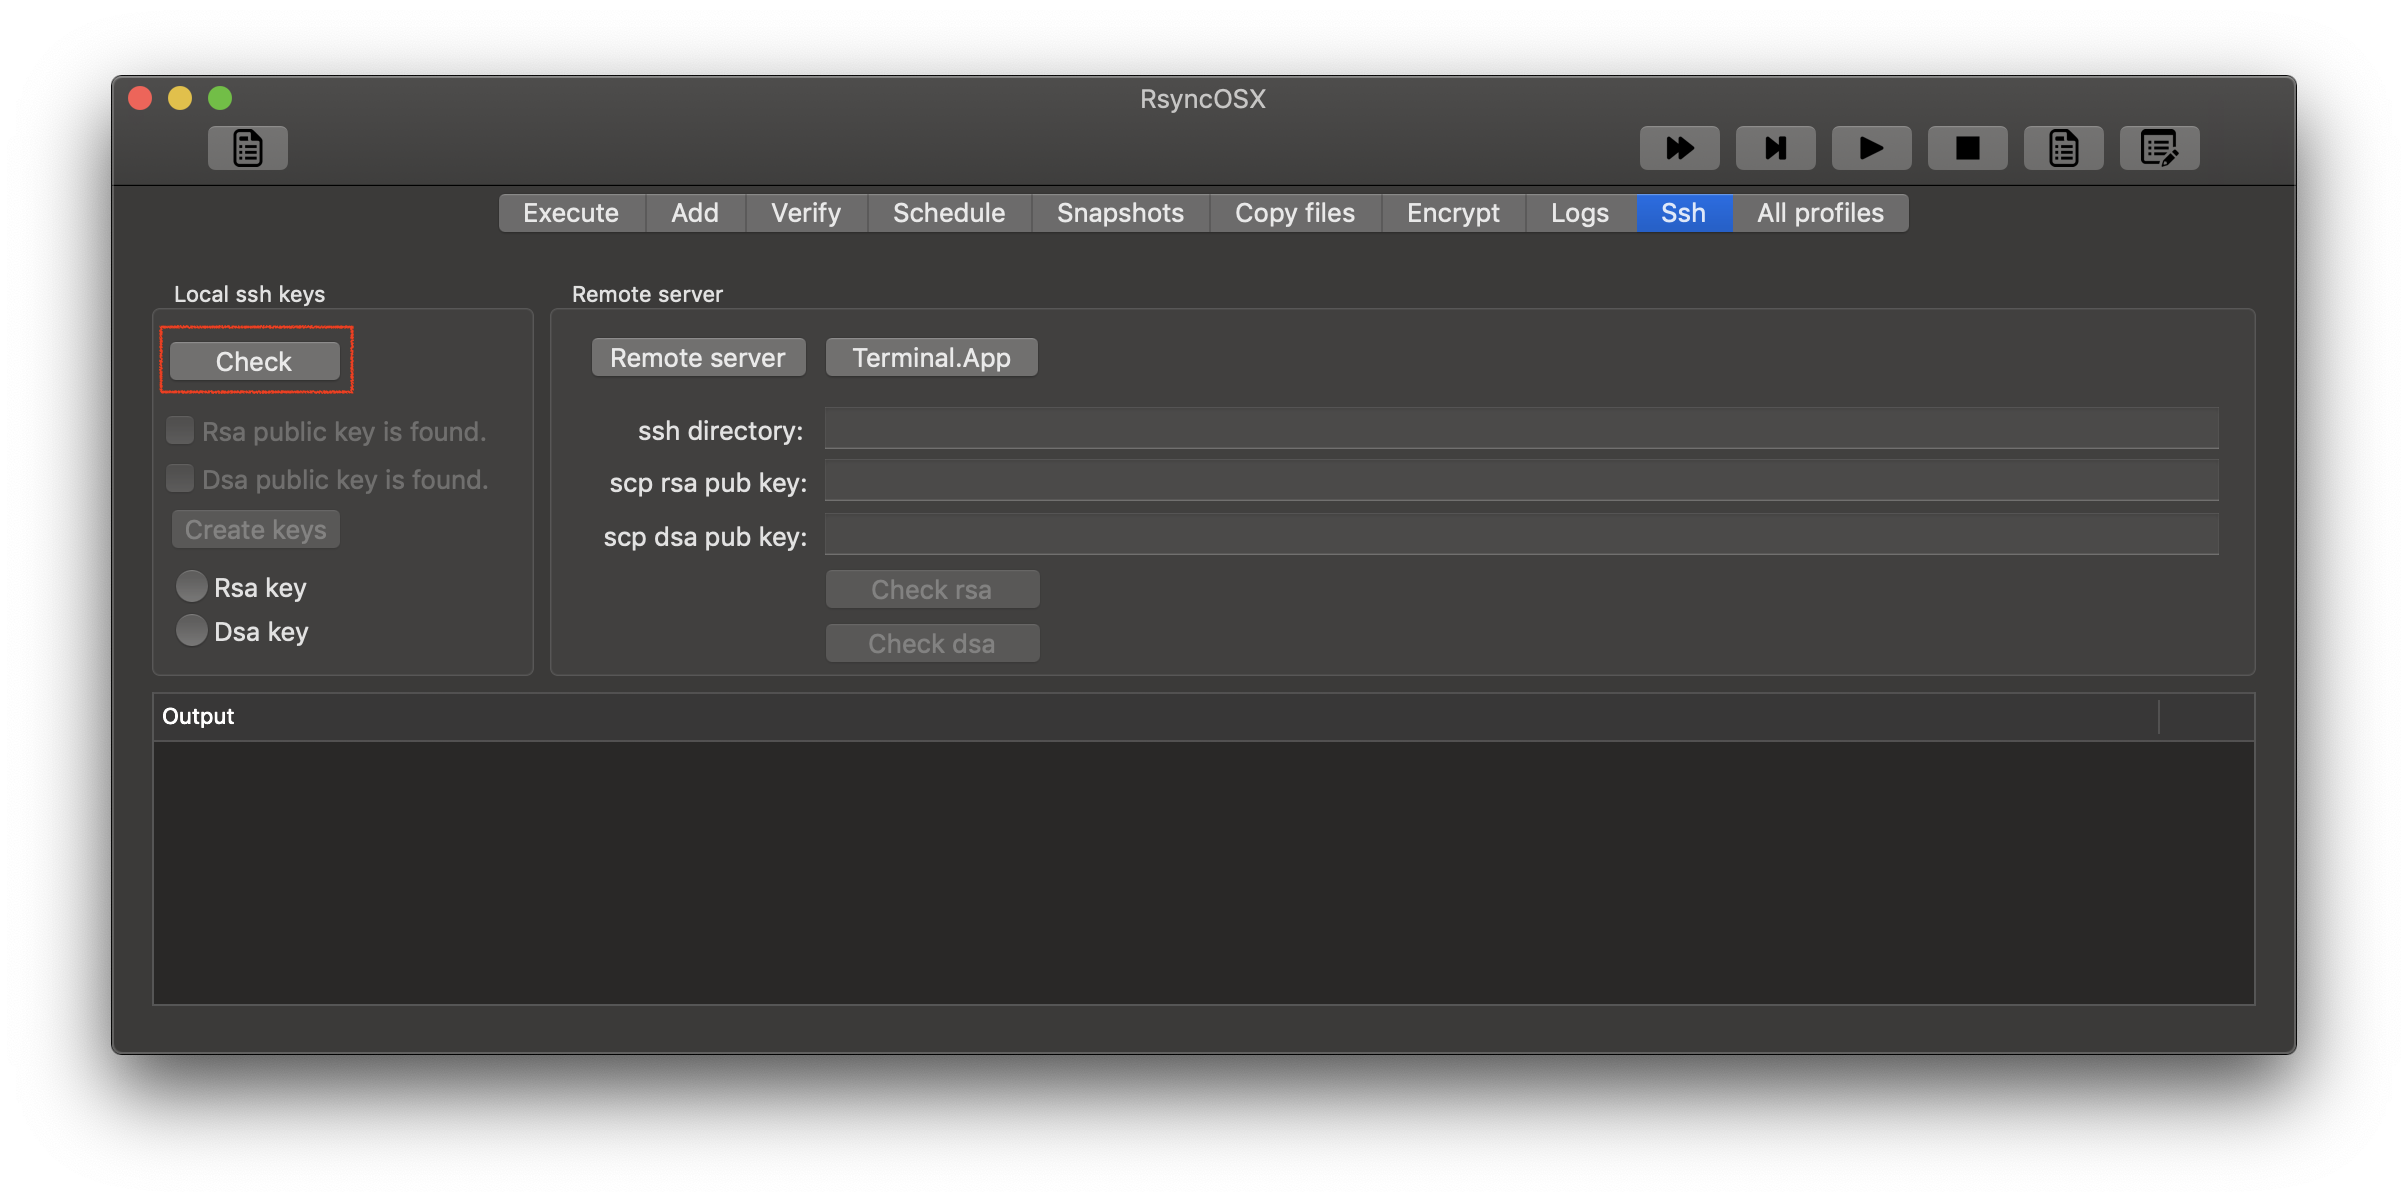 RsyncOSX
Execute Add Verify Schedule Snapshots Copy files Encrypt Logs Ssh All profiles
Local ssh keys
Check
Rsa public key is found.
Dsa public key is found.
Create keys
Rsa key
Dsa key
Remote server
Remote server Terminal.App
ssh directory:
scp rsa pub key:
scp dsa pub key:
Check rsa
Check dsa
Output